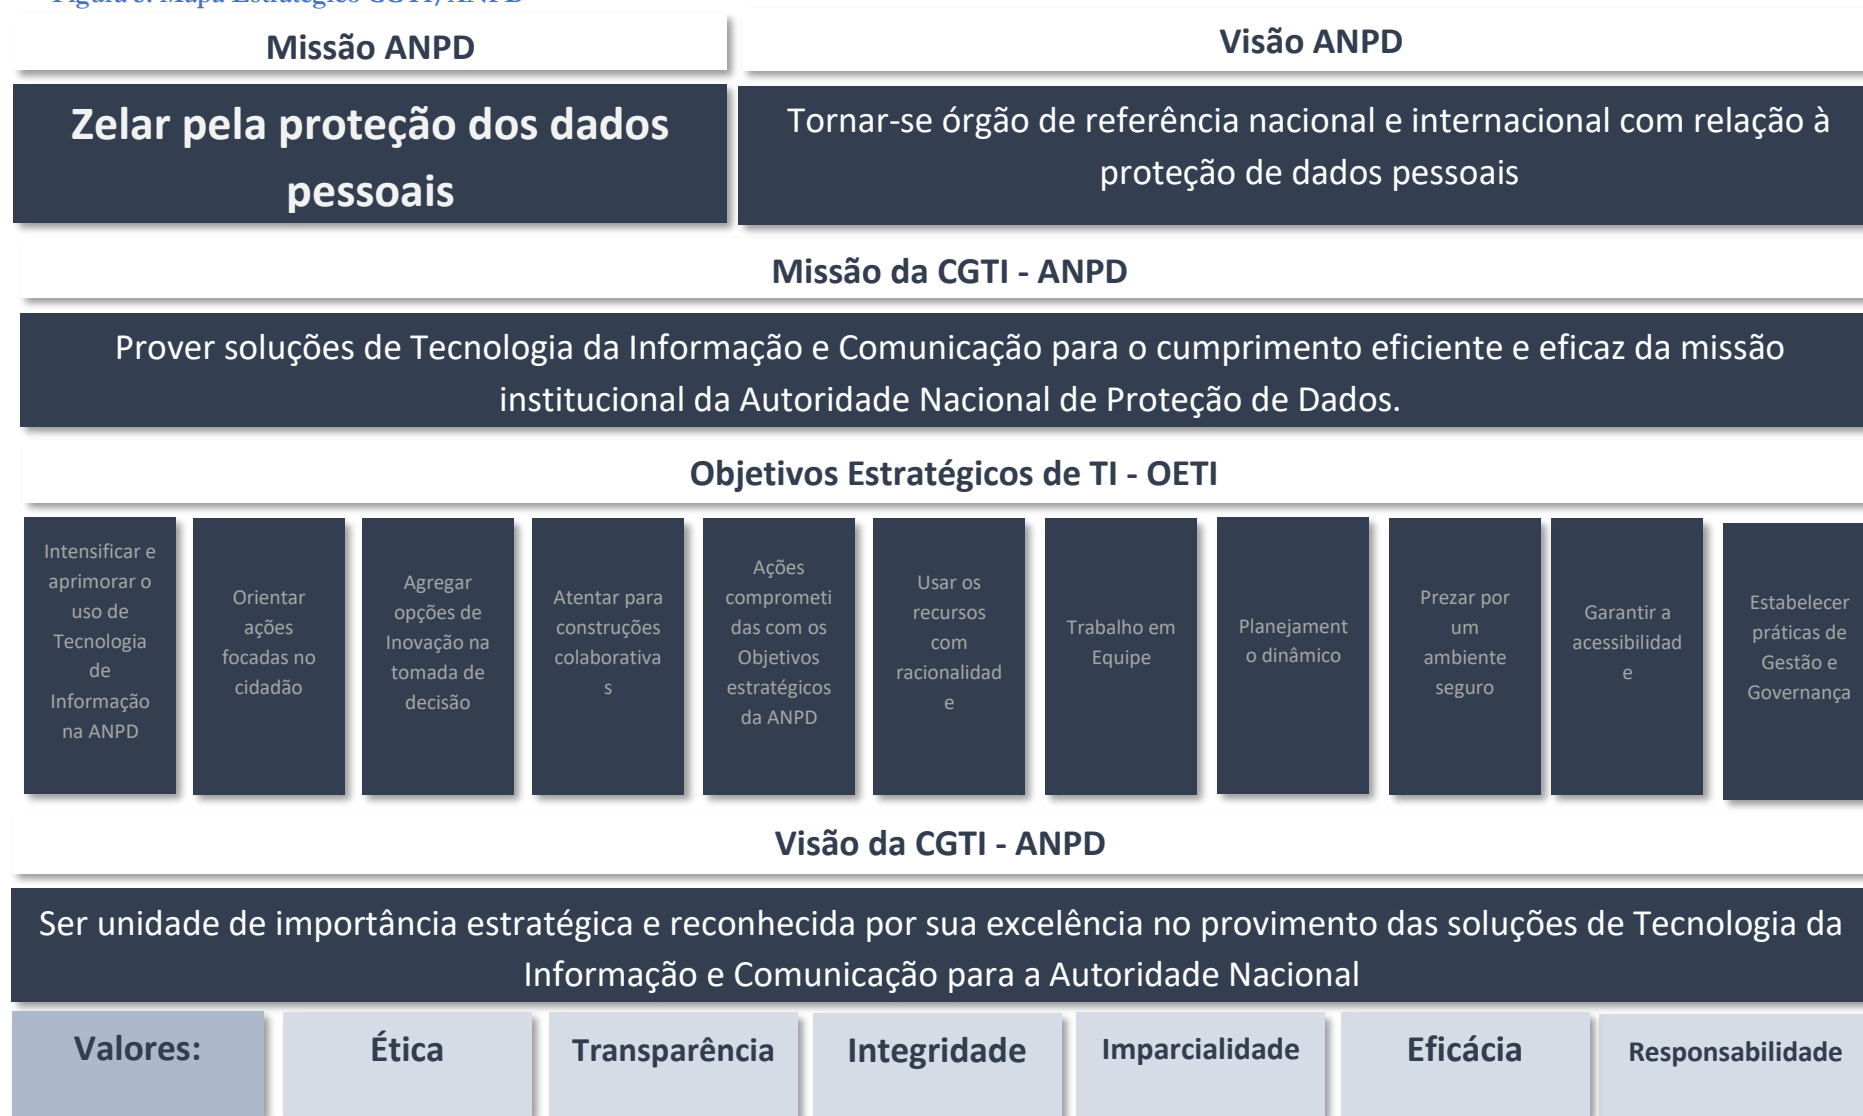 Figura 5: Mapa Estratégico CGTI/ANPD
Missão ANPD
Visão ANPD
Zelar pela proteção dos dados
pessoais
Tornar-se órgão de referência nacional e internacional com relação à
proteção de dados pessoais
Missão da CGTI - ANPD
Prover soluções de Tecnologia da Informação e Comunicação para o cumprimento eficiente e eficaz da missão
institucional da Autoridade Nacional de Proteção de Dados.
Objetivos Estratégicos de TI - OETI
Intensificar e
aprimorar o
uso de
Tecnologia
de
Informação
na ANPD
Orientar
ações
focadas no
cidadão
Agregar
opções de
Inovação na
tomada de
decisão
Atentar para
construções
colaborativa
s
Ações
comprometi
das com os
Objetivos
estratégicos
da ANPD
Usar os
recursos
com
racionalidad
e
Trabalho em
Equipe
Planejament
o dinâmico
Prezar por
um
ambiente
seguro
Garantir a
acessibilidad
e
Estabelecer
práticas de
Gestão e
Governança
Visão da CGTI - ANPD
Ser unidade de importância estratégica e reconhecida por sua excelência no provimento das soluções de Tecnologia da
Informação e Comunicação para a Autoridade Nacional
Valores:
Ética
Transparência
Integridade
Imparcialidade
Eficácia
Responsabilidade